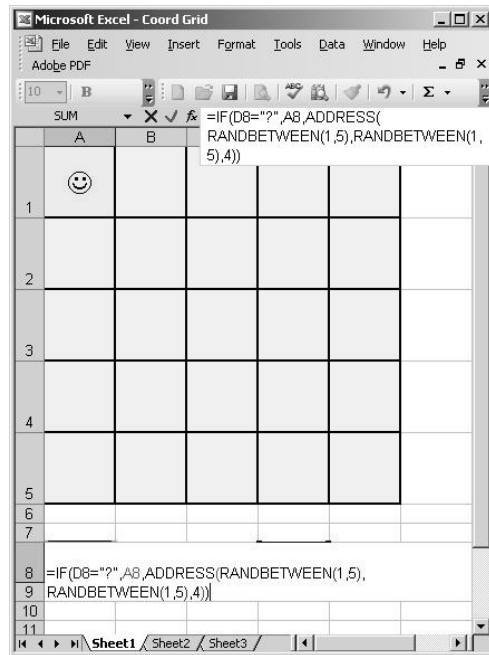 Microsoft Excel - Coord Grid
File Edit View Insert Format Tools Data Window Help
Adobe PDF
10 B Σ
SUM fx =IF(D8="?",A8,ADDRESS(
RANDBETWEEN(1,5),RANDBETWEEN(1,
5),4))
A B
1
2
3
4
5
6
7
8 =IF(D8="?",A8,ADDRESS(RANDBETWEEN(1,5),
9 RANDBETWEEN(1,5),4))
10
11
Sheet1 Sheet2 Sheet3